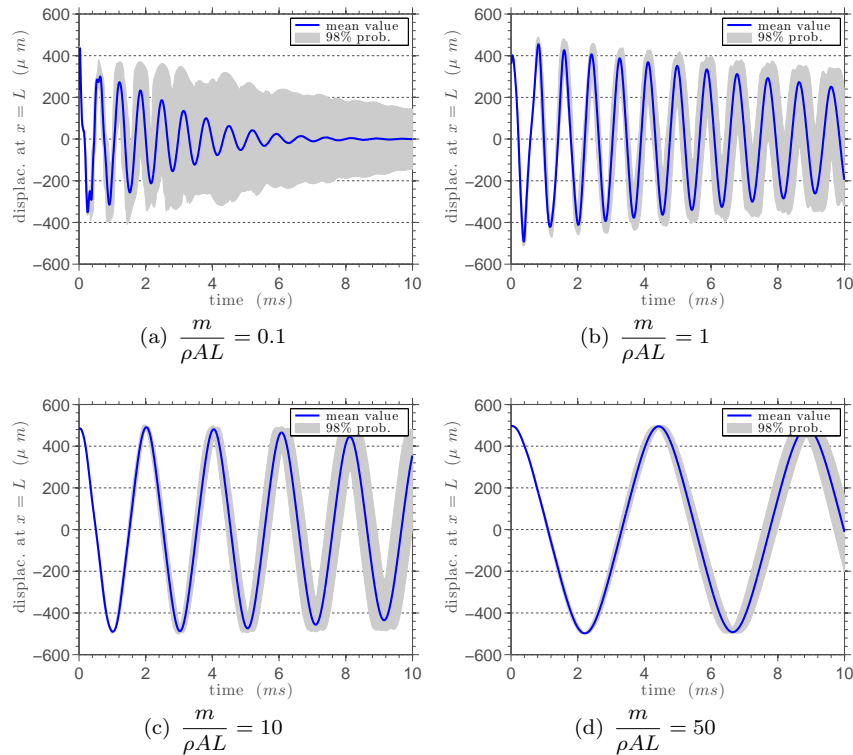 600
400
200
0
−200
−400
−600
0 2 4 6 8 10
displac. at x = L (μ m)
time (ms)
mean value
98% prob.
(a) m/ρAL = 0.1
600
400
200
0
−200
−400
−600
0 2 4 6 8 10
displac. at x = L (μ m)
time (ms)
mean value
98% prob.
(b) m/ρAL = 1
600
400
200
0
−200
−400
−600
0 2 4 6 8 10
displac. at x = L (μ m)
time (ms)
mean value
98% prob.
(c) m/ρAL = 10
600
400
200
0
−200
−400
−600
0 2 4 6 8 10
displac. at x = L (μ m)
time (ms)
mean value
98% prob.
(d) m/ρAL = 50